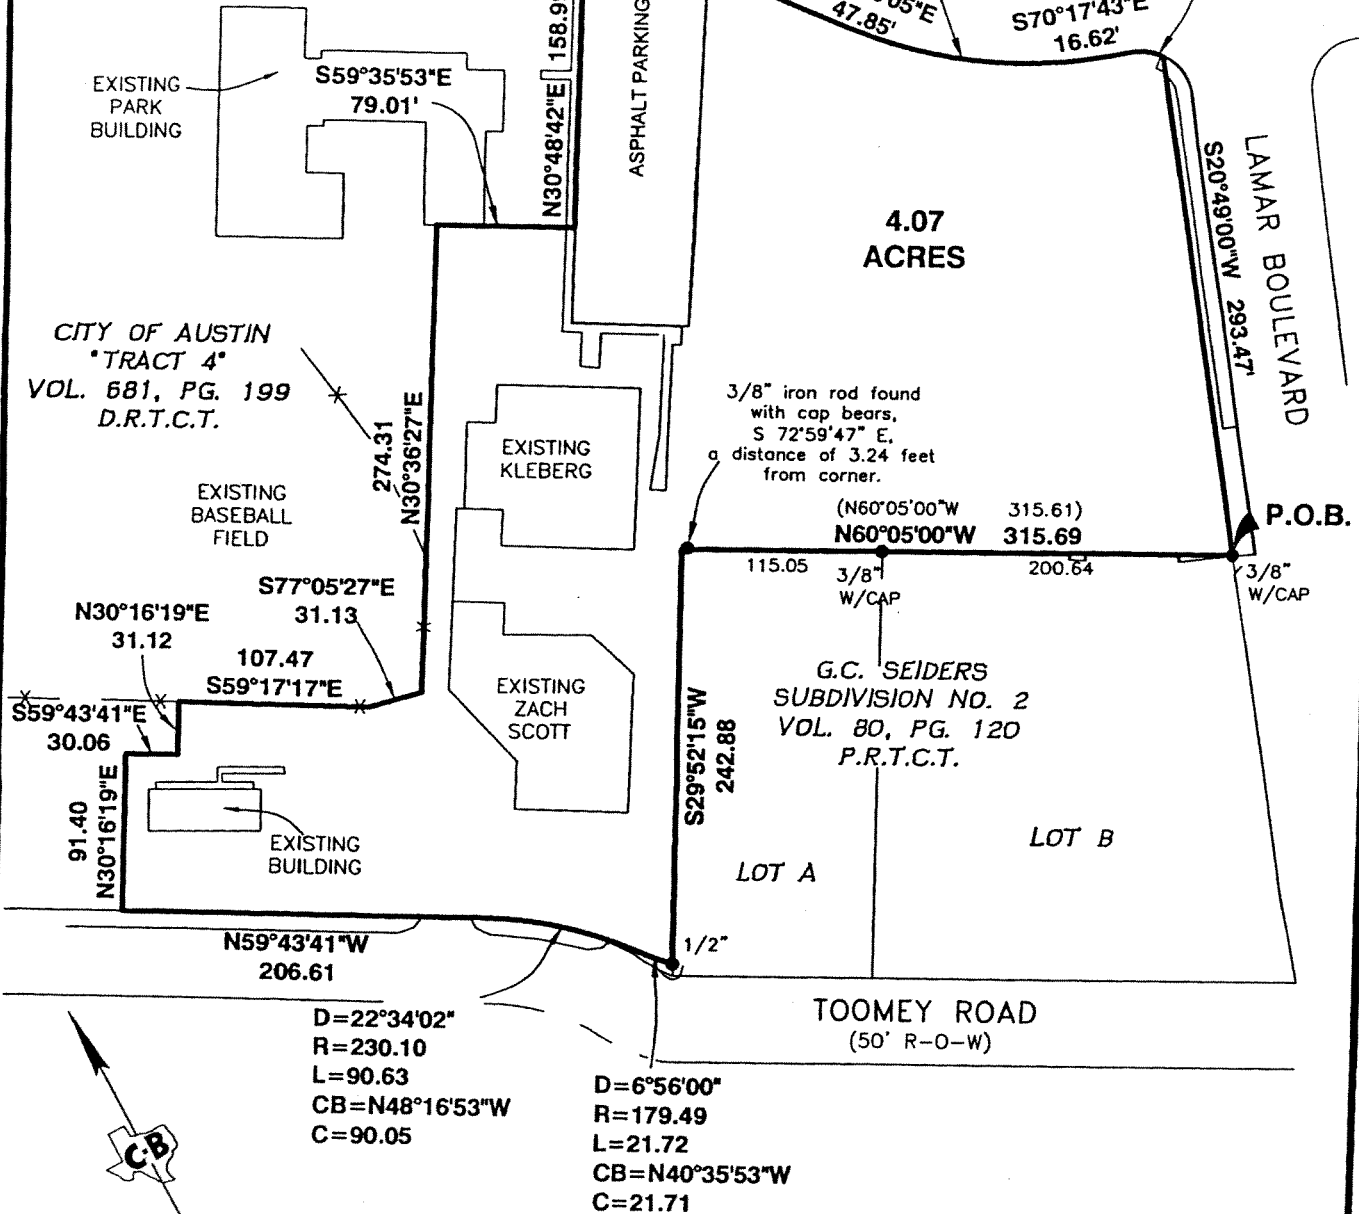 05"E
47.85'
S70°17'43"E
16.62'
158.9
N30°48'42"E
ASPHALT PARKING
EXISTING
PARK
BUILDING
S59°35'53"E
79.01'
4.07
ACRES
S20°49'00"W 293.47'
LAMAR BOULEVARD
CITY OF AUSTIN
"TRACT 4"
VOL. 681, PG. 199
D.R.T.C.T.
274.31
N30°36'27"E
EXISTING
KLEBERG
3/8" iron rod found
with cap bears,
S 72°59'47" E,
a distance of 3.24 feet
from corner.
EXISTING
BASEBALL
FIELD
(N60°05'00"W 315.61)
N60°05'00"W 315.69
P.O.B.
115.05
3/8"
W/CAP
200.64
3/8"
W/CAP
S77°05'27"E
31.13
N30°16'19"E
31.12
107.47
S59°17'17"E
S59°43'41"E
30.06
EXISTING
ZACH
SCOTT
G.C. SEIDERS
SUBDIVISION NO. 2
VOL. 80, PG. 120
P.R.T.C.T.
S29°52'15"W
242.88
91.40
N30°16'19"E
EXISTING
BUILDING
LOT A
LOT B
N59°43'41"W
206.61
1/2"
TOOMEY ROAD
(50' R-O-W)
D=22°34'02"
R=230.10
L=90.63
CB=N48°16'53"W
C=90.05
D=6°56'00"
R=179.49
L=21.72
CB=N40°35'53"W
C=21.71
C-B